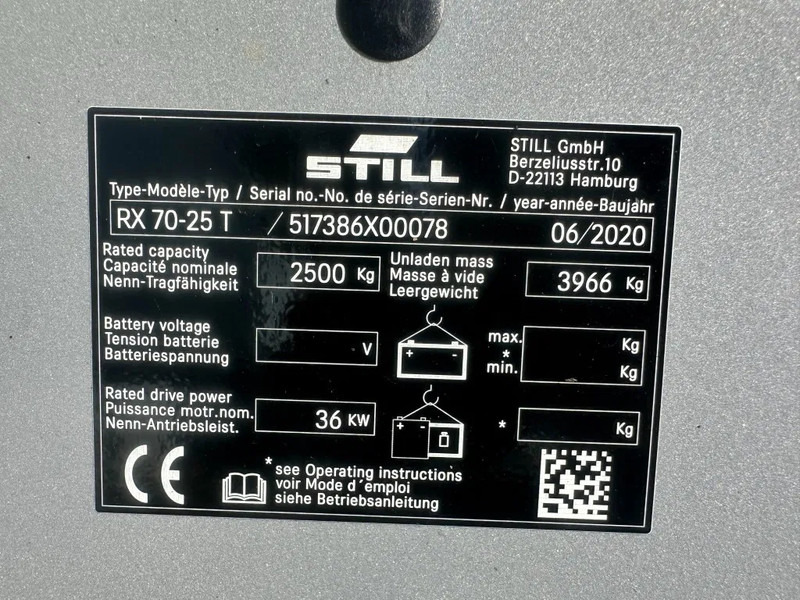 STILL
STILL GmbH
Berzeliusstr.10
D-22113 Hamburg
Type-Modèle-Typ / Serial no.-No. de série-Serien-Nr. / year-année-Baujahr
RX 70-25 T / 517386X00078 06/2020
Rated capacity
Capacité nominale
Nenn-Tragfähigkeit
2500 Kg
Unladen mass
Masse à vide
Leergewicht
3966 Kg
Battery voltage
Tension batterie
Batteriespannung
V
+ -
max.
*
min.
Kg
Kg
Rated drive power
Puissance motr.nom.
Nenn-Antriebsleist.
36 KW
+ -
*
Kg
CE
* see Operating instructions
voir Mode d´emploi
siehe Betriebsanleitung